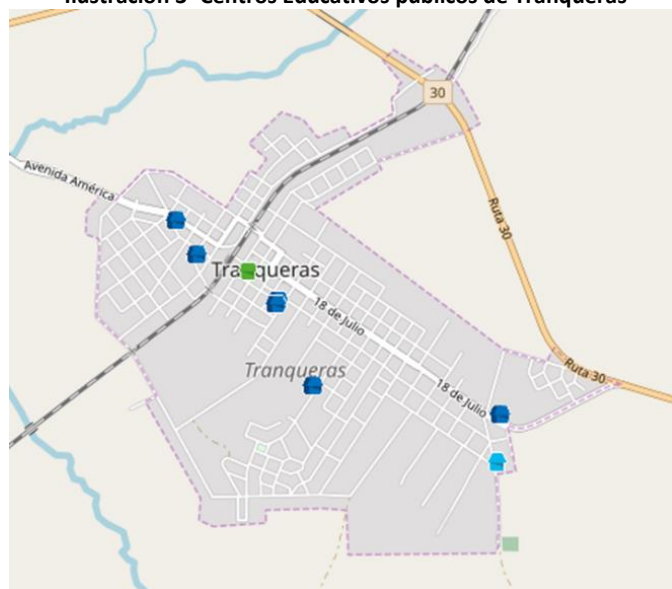 Ilustración 5- Centros Educativos públicos de Tranqueras
30
Avenida América
Ruta 30
Tranqueras
18 de Julio
Tranqueras
18 de Julio
Ruta 30